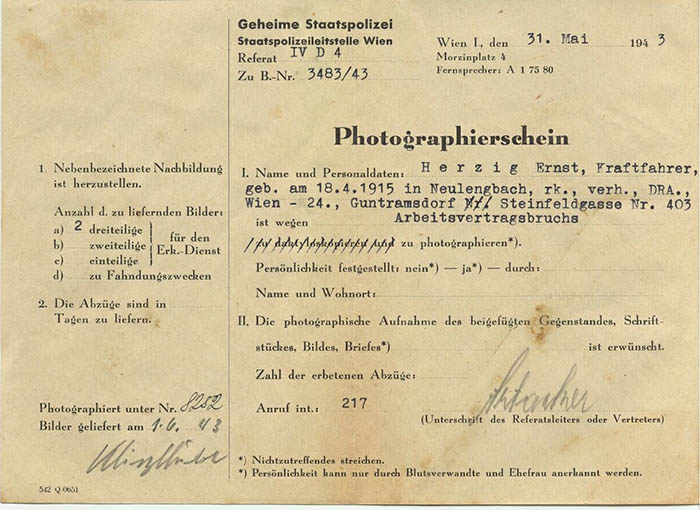 Geheime Staatspolizei
Staatspolizeileitstelle Wien
Referat IV D 4
Zu B.-Nr. 3483/43
Wien I., den 31. Mai 1943
Morzinplatz 4
Fernsprecher: A 1 75 80
Photographierschein
1. Nebenbezeichnete Nachbildung
ist herzustellen.
Anzahl d. zu liefernden Bilder:
a) 2 dreiteilige
b) zweiteilige
c) einteilige
für den
Erk.-Dienst
d) zu Fahndungszwecken
2. Die Abzüge sind in
Tagen zu liefern.
Photographiert unter Nr. 8252
Bilder geliefert am 1.6. 43
542 Q 0651
I. Name und Personaldaten: Herzig Ernst, Kraftfahrer,
geb. am 18.4.1915 in Neulengbach, rk., verh., DRA.,
Wien - 24., Guntramsdorf Nr. Steinfeldgasse Nr. 403
ist wegen Arbeitsvertragsbruchs
zu daktyloskopieren und zu photographieren*).
Persönlichkeit festgestellt: nein*) — ja*) — durch:
Name und Wohnort:
II. Die photographische Aufnahme des beigefügten Gegenstandes, Schrift-
stückes, Bildes, Briefes*) ist erwünscht.
Zahl der erbetenen Abzüge:
Anruf int.: 217
(Unterschrift des Referatsleiters oder Vertreters)
*) Nichtzutreffendes streichen.
*) Persönlichkeit kann nur durch Blutsverwandte und Ehefrau anerkannt werden.